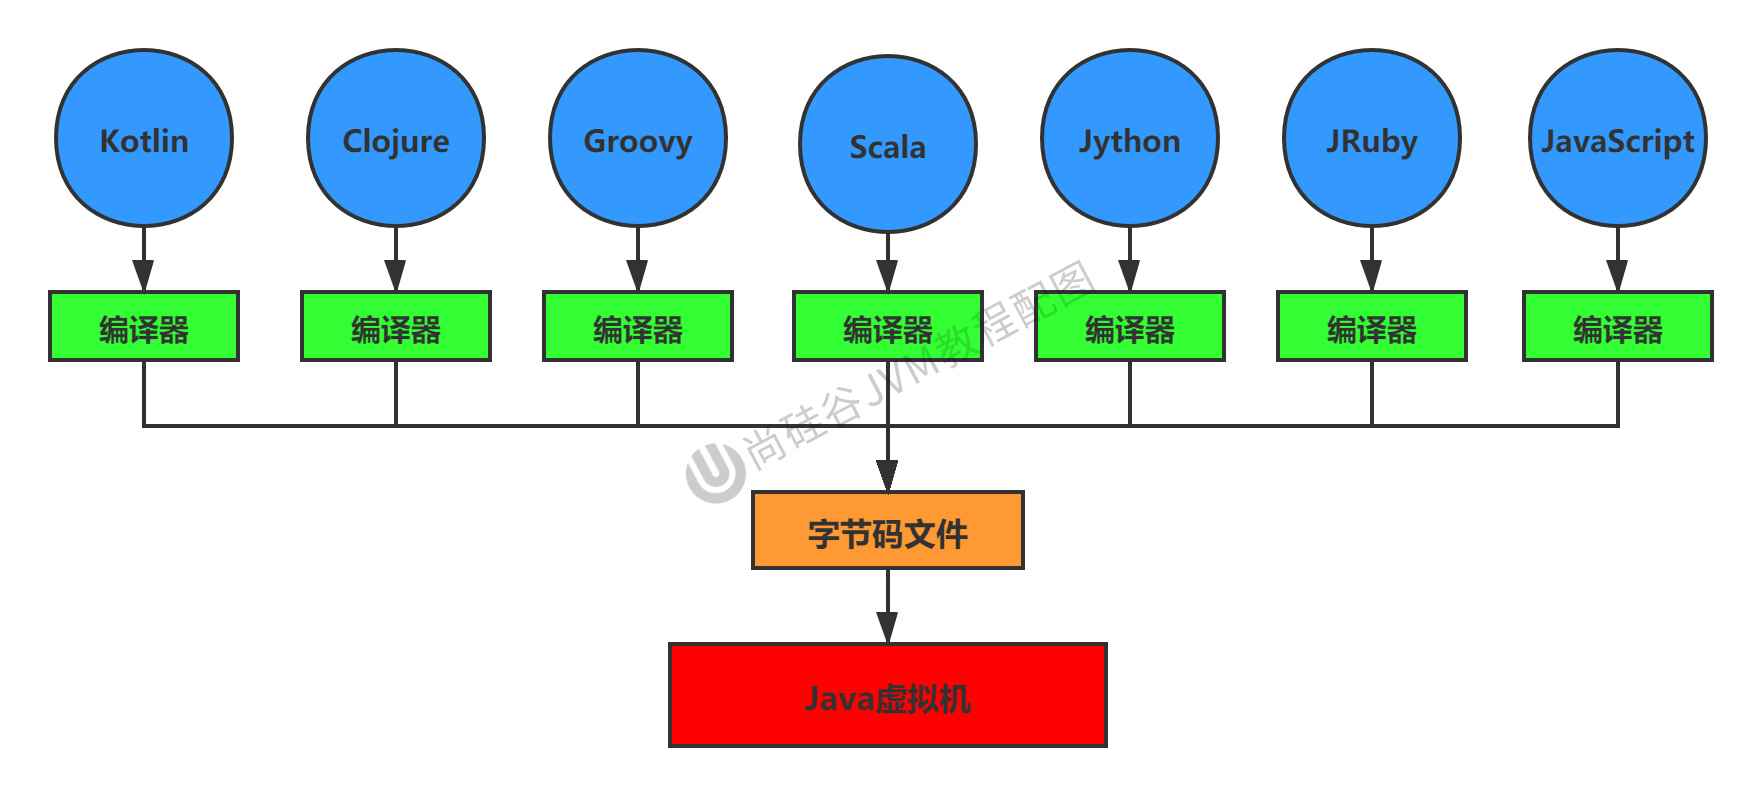 Kotlin
Clojure
Groovy
Scala
Jython
JRuby
JavaScript
编译器
编译器
编译器
编译器
编译器
编译器
编译器
尚硅谷JVM教程配图
字节码文件
Java虚拟机